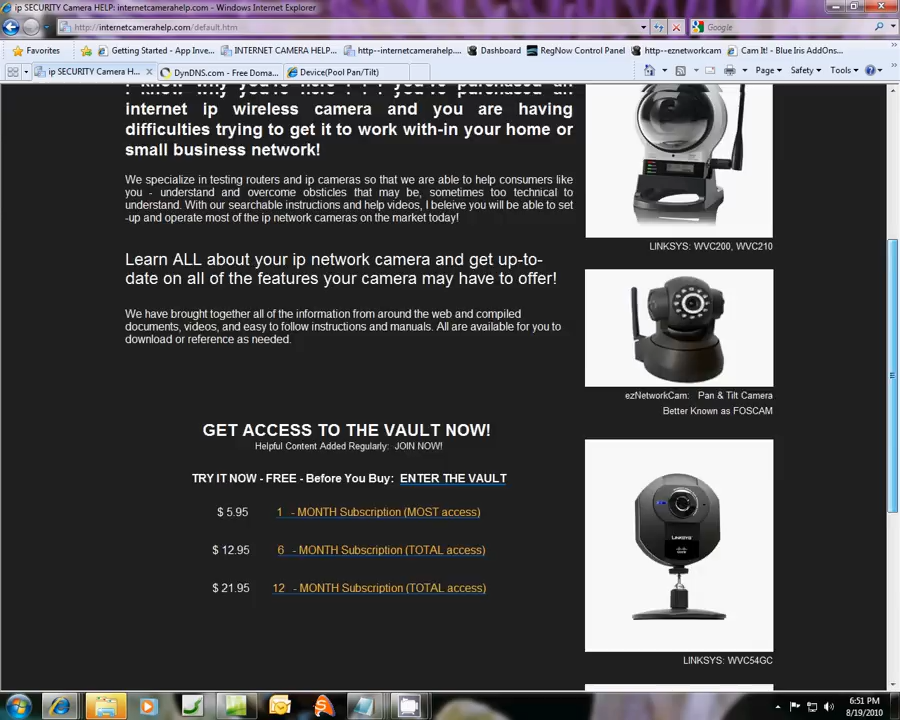 ip SECURITY Camera HELP: internetcamerahelp.com - Windows Internet Explorer
http://internetcamerahelp.com/default.htm
Google
Favorites
Getting Started - App Inve...
INTERNET CAMERA HELP...
http--internetcamerahelp....
Dashboard
RegNow Control Panel
http--eznetworkcam
Cam It! - Blue Iris AddOns...
ip SECURITY Camera H...
DynDNS.com - Free Doma...
Device(Pool Pan/Tilt)
Page
Safety
Tools
I know why you're here ! ! ! you've purchased an
internet ip wireless camera and you are having
difficulties trying to get it to work with-in your home or
small business network!
We specialize in testing routers and ip cameras so that we are able to help consumers like
you - understand and overcome obsticles that may be, sometimes too technical to
understand. With our searchable instructions and help videos, I beleive you will be able to set
-up and operate most of the ip network cameras on the market today!
LINKSYS: WVC200, WVC210
Learn ALL about your ip network camera and get up-to-
date on all of the features your camera may have to offer!
We have brought together all of the information from around the web and compiled
documents, videos, and easy to follow instructions and manuals. All are available for you to
download or reference as needed.
ezNetworkCam: Pan & Tilt Camera
Better Known as FOSCAM
GET ACCESS TO THE VAULT NOW!
Helpful Content Added Regularly: JOIN NOW!
TRY IT NOW - FREE - Before You Buy: ENTER THE VAULT
$ 5.95 1 - MONTH Subscription (MOST access)
$ 12.95 6 - MONTH Subscription (TOTAL access)
$ 21.95 12 - MONTH Subscription (TOTAL access)
LINKSYS
CISCO
LINKSYS: WVC54GC
6:51 PM
8/19/2010